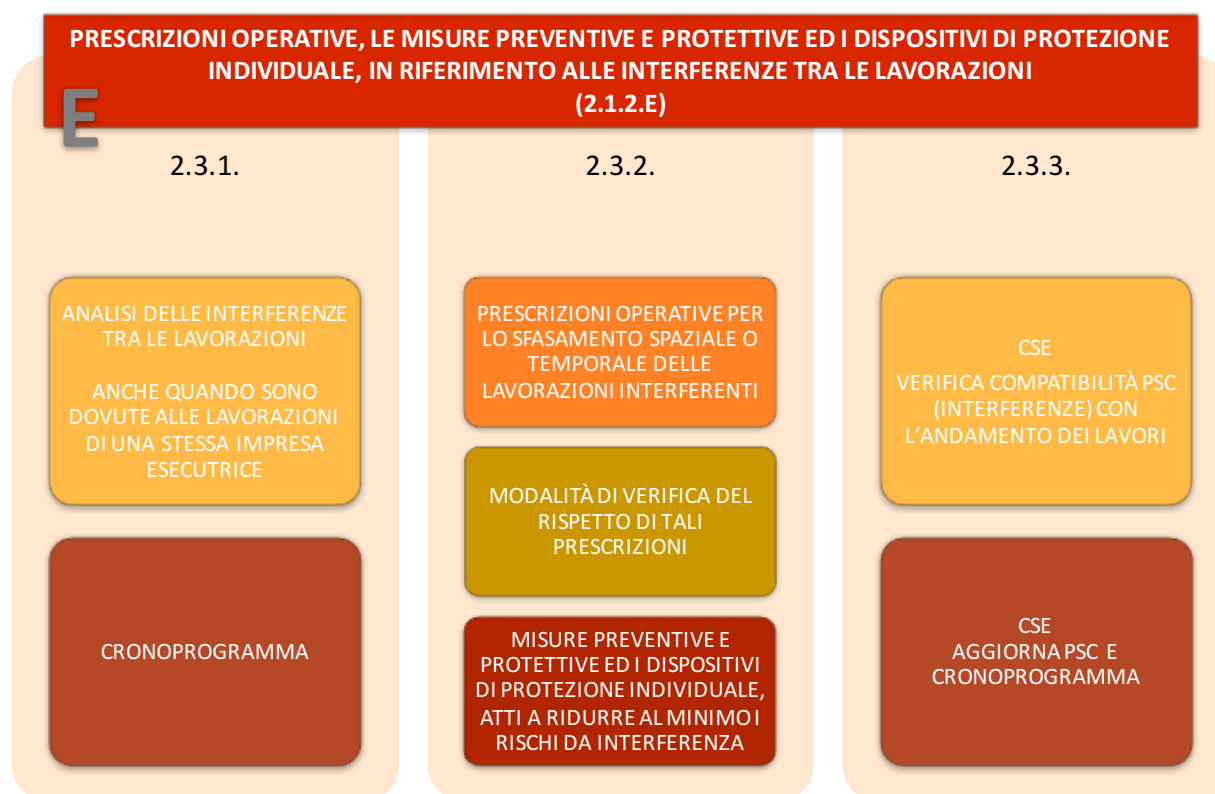 PRESCRIZIONI OPERATIVE, LE MISURE PREVENTIVE E PROTETTIVE ED I DISPOSITIVI DI PROTEZIONE
INDIVIDUALE, IN RIFERIMENTO ALLE INTERFERENZE TRA LE LAVORAZIONI
(2.1.2.E)
E
2.3.1.
ANALISI DELLE INTERFERENZE
TRA LE LAVORAZIONI
ANCHE QUANDO SONO
DOVUTE ALLE LAVORAZIONI
DI UNA STESSA IMPRESA
ESECUTRICE
CRONOPROGRAMMA
2.3.2.
PRESCRIZIONI OPERATIVE PER
LO SFASAMENTO SPAZIALE O
TEMPORALE DELLE
LAVORAZIONI INTERFERENTI
MODALITÀ DI VERIFICA DEL
RISPETTO DI TALI
PRESCRIZIONI
MISURE PREVENTIVE E
PROTETTIVE ED I DISPOSITIVI
DI PROTEZIONE INDIVIDUALE,
ATTI A RIDURRE AL MINIMO I
RISCHI DA INTERFERENZA
2.3.3.
CSE
VERIFICA COMPATIBILITÀ PSC
(INTERFERENZE) CON
L'ANDAMENTO DEI LAVORI
CSE
AGGIORNA PSC E
CRONOPROGRAMMA